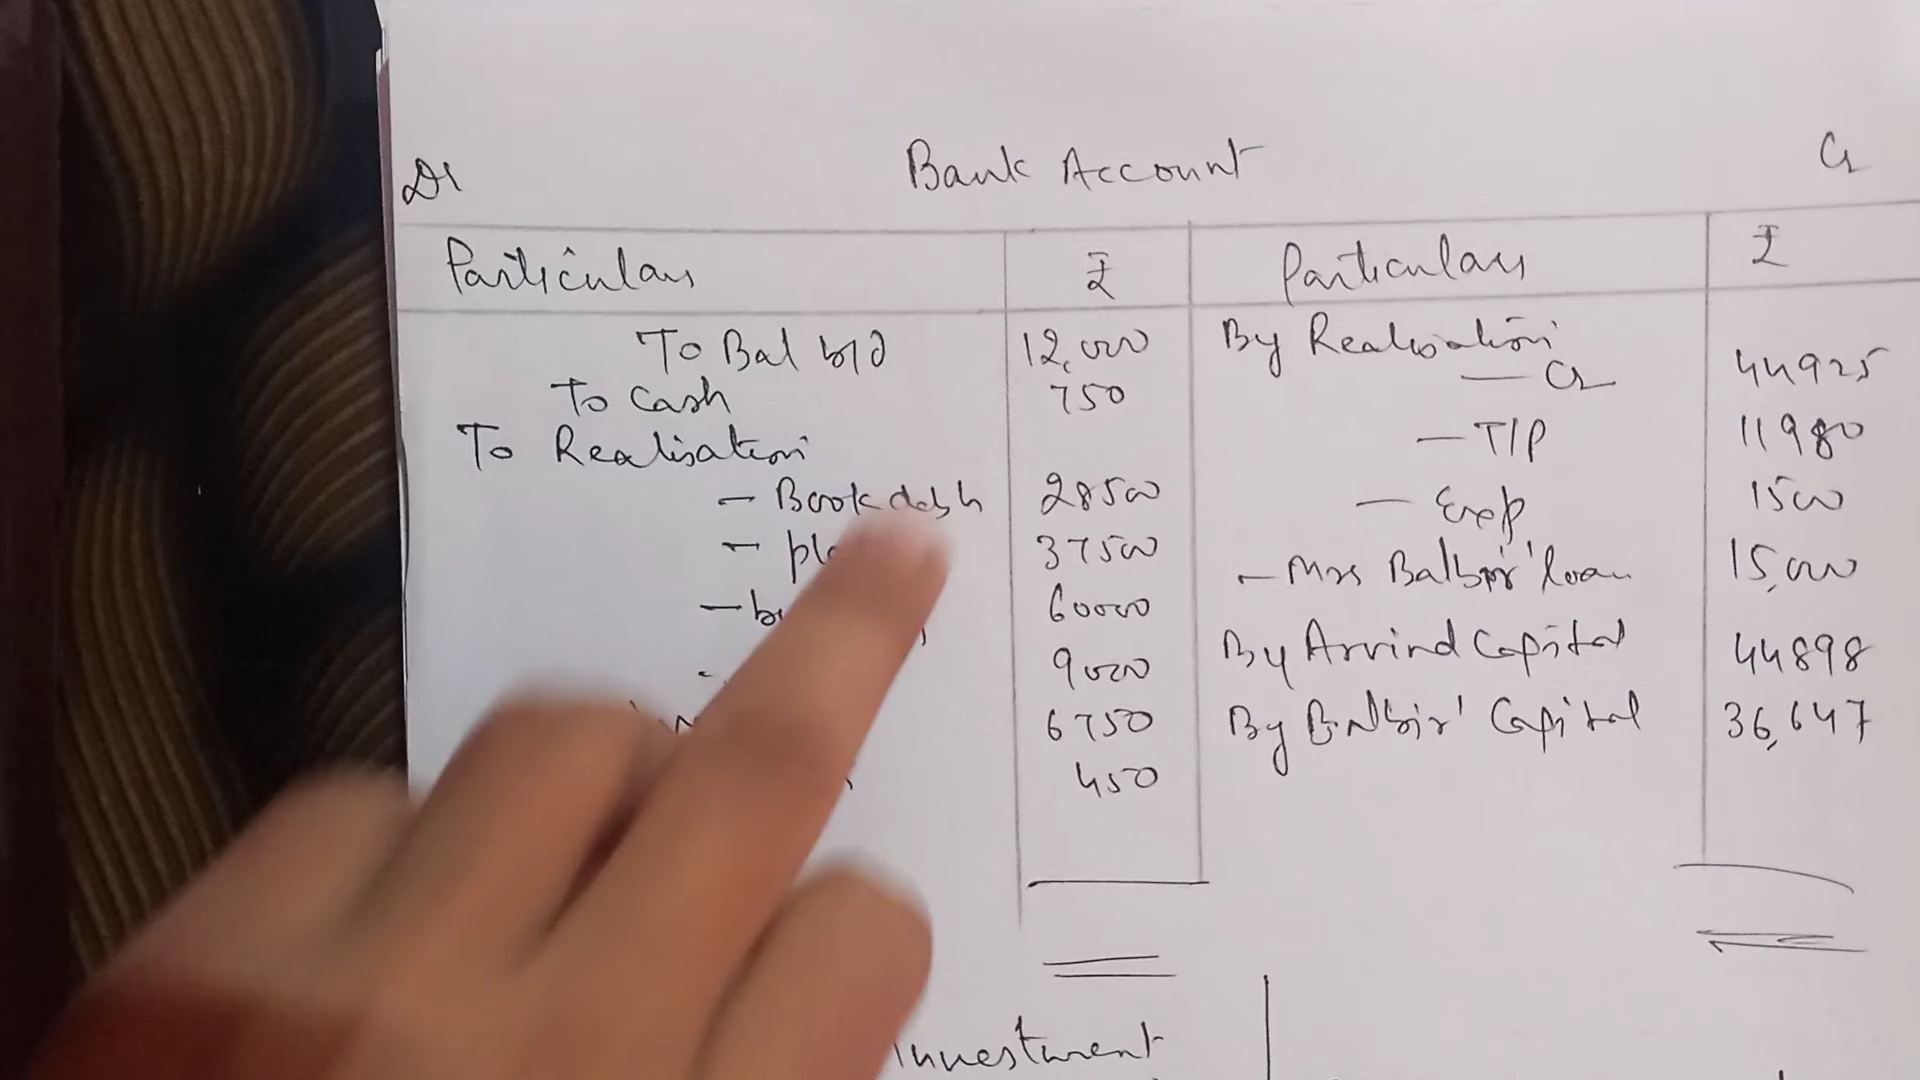 Bank Account
Dr Cr
Particulars ₹ Particulars ₹
To Bal b/d 12,000 By Realisation
— Cr 44925
To Cash 750
To Realisation — T/P 11980
— Book debts 28500 — Exp 1500
37500 — Mrs Balbir' loan 15,000
60000
9000 By Arvind Capital 44898
6750 By Balbir' Capital 36,647
450
Investment